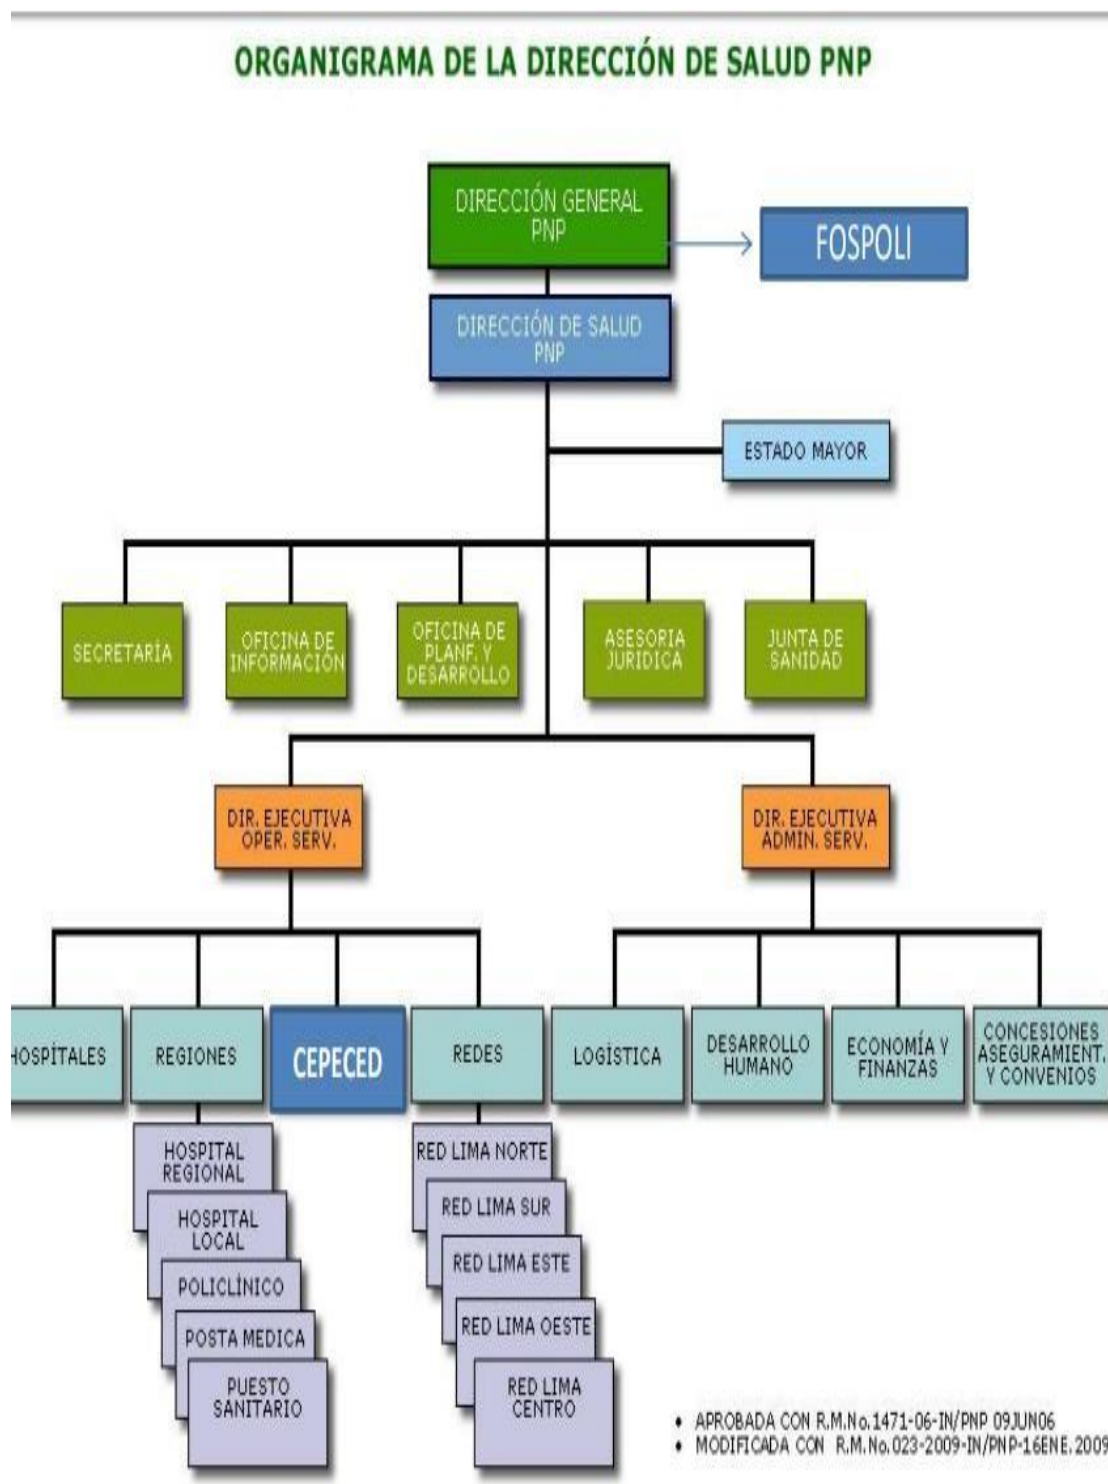 ORGANIGRAMA DE LA DIRECCIÓN DE SALUD PNP
DIRECCIÓN GENERAL
PNP
FOSPOLI
DIRECCIÓN DE SALUD
PNP
ESTADO MAYOR
SECRETARÍA
OFICINA DE
INFORMACIÓN
OFICINA DE
PLANF. Y
DESARROLLO
ASESORIA
JURIDICA
JUNTA DE
SANIDAD
DIR. EJECUTIVA
OPER. SERV.
DIR. EJECUTIVA
ADMIN. SERV.
HOSPÍTALES
REGIONES
CEPECED
REDES
LOGÍSTICA
DESARROLLO
HUMANO
ECONOMÍA Y
FINANZAS
CONCESIONES
ASEGURAMIENT.
Y CONVENIOS
HOSPITAL
REGIONAL
HOSPITAL
LOCAL
POLICLÍNICO
POSTA MEDICA
PUESTO
SANITARIO
RED LIMA NORTE
RED LIMA SUR
RED LIMA ESTE
RED LIMA OESTE
RED LIMA
CENTRO
• APROBADA CON R.M.No.1471-06-IN/PNP 09JUN06
• MODIFICADA CON R.M.No.023-2009-IN/PNP-16ENE.2009